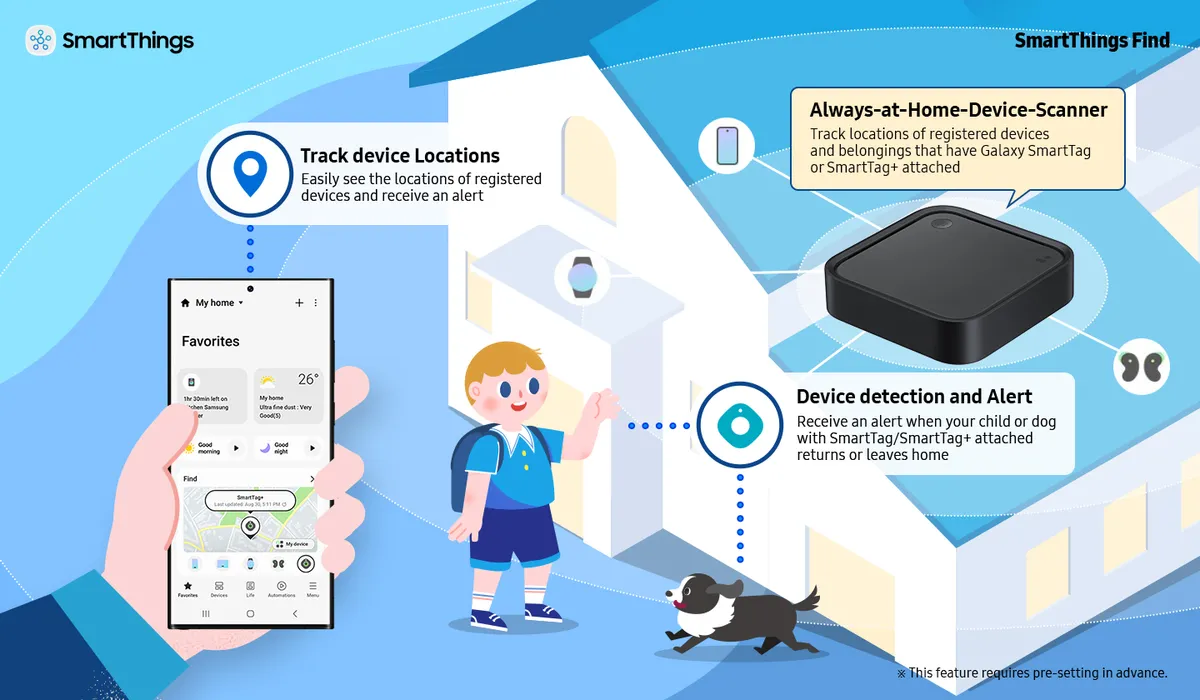 SmartThings
SmartThings Find
Always-at-Home-Device-Scanner
Track locations of registered devices
and belongings that have Galaxy SmartTag
or SmartTag+ attached
Track device Locations
Easily see the locations of registered
devices and receive an alert
My home
Favorites
1hr 30min left on
Samsung
26°
My home
Ultra fine dust : Very
Good(5)
Good
morning
Good
night
Find
SmartTag+
Last updated: Aug 30, 5:11 PM
My device
Favorites
Devices
Life
Automations
Menu
Device detection and Alert
Receive an alert when your child or dog
with SmartTag/SmartTag+ attached
returns or leaves home
※ This feature requires pre-setting in advance.